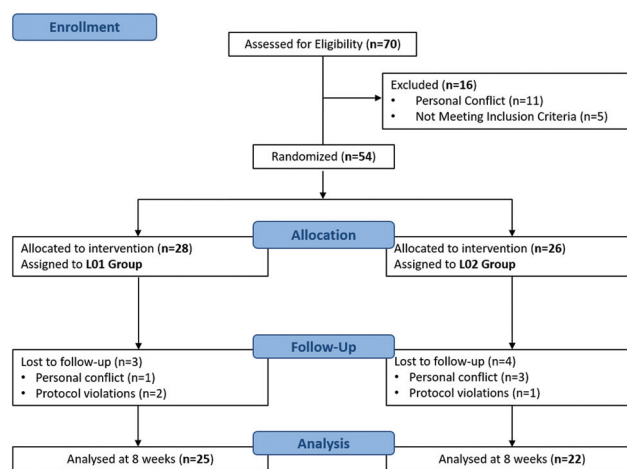 Enrollment
Assessed for Eligibility (n=70)
Excluded (n=16)
• Personal Conflict (n=11)
• Not Meeting Inclusion Criteria (n=5)
Randomized (n=54)
Allocation
Allocated to intervention (n=28)
Assigned to L01 Group
Allocated to intervention (n=26)
Assigned to L02 Group
Follow-Up
Lost to follow-up (n=3)
• Personal conflict (n=1)
• Protocol violations (n=2)
Lost to follow-up (n=4)
• Personal conflict (n=3)
• Protocol violations (n=1)
Analysis
Analysed at 8 weeks (n=25)
Analysed at 8 weeks (n=22)